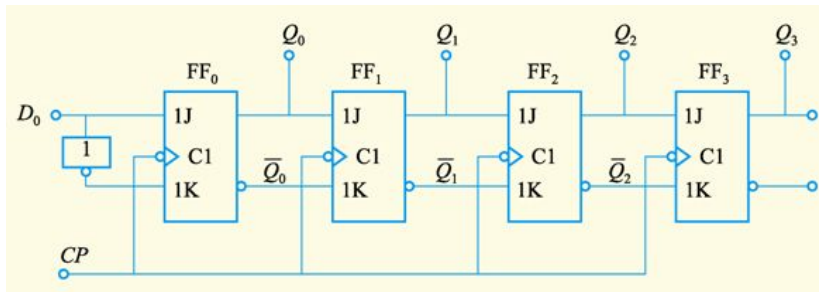 Q₀ Q₁ Q₂ Q₃
FF₀ FF₁ FF₂ FF₃
D₀ 1J 1J 1J 1J
1 C1 C1 C1 C1
Q̅₀ Q̅₁ Q̅₂
1K 1K 1K 1K
CP